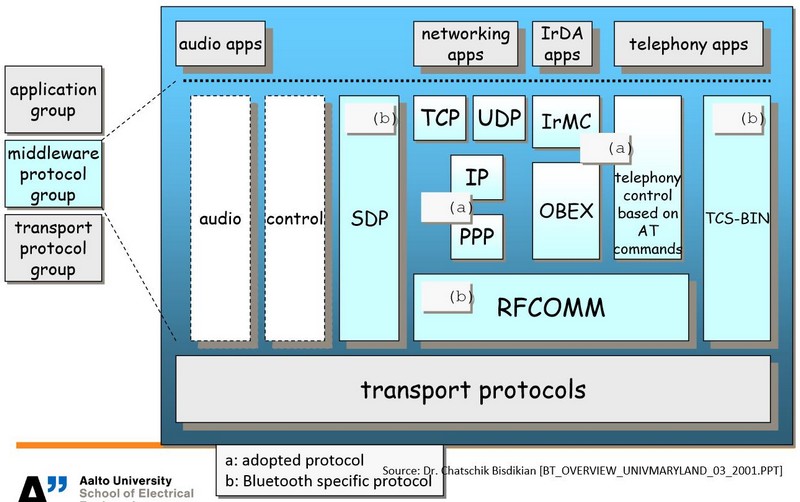 audio apps
networking
apps
IrDA
apps
telephony apps
application
group
middleware
protocol
group
transport
protocol
group
audio
control
(b)
SDP
TCP
UDP
IP
(a)
PPP
IrMC
(a)
OBEX
telephony
control
based on
AT
commands
(b)
TCS-BIN
(b)
RFCOMM
transport protocols
a: adopted protocol
b: Bluetooth specific protocol
Source: Dr. Chatschik Bisdikian [BT_OVERVIEW_UNIVMARYLAND_03_2001.PPT]
A”
Aalto University
School of Electrical